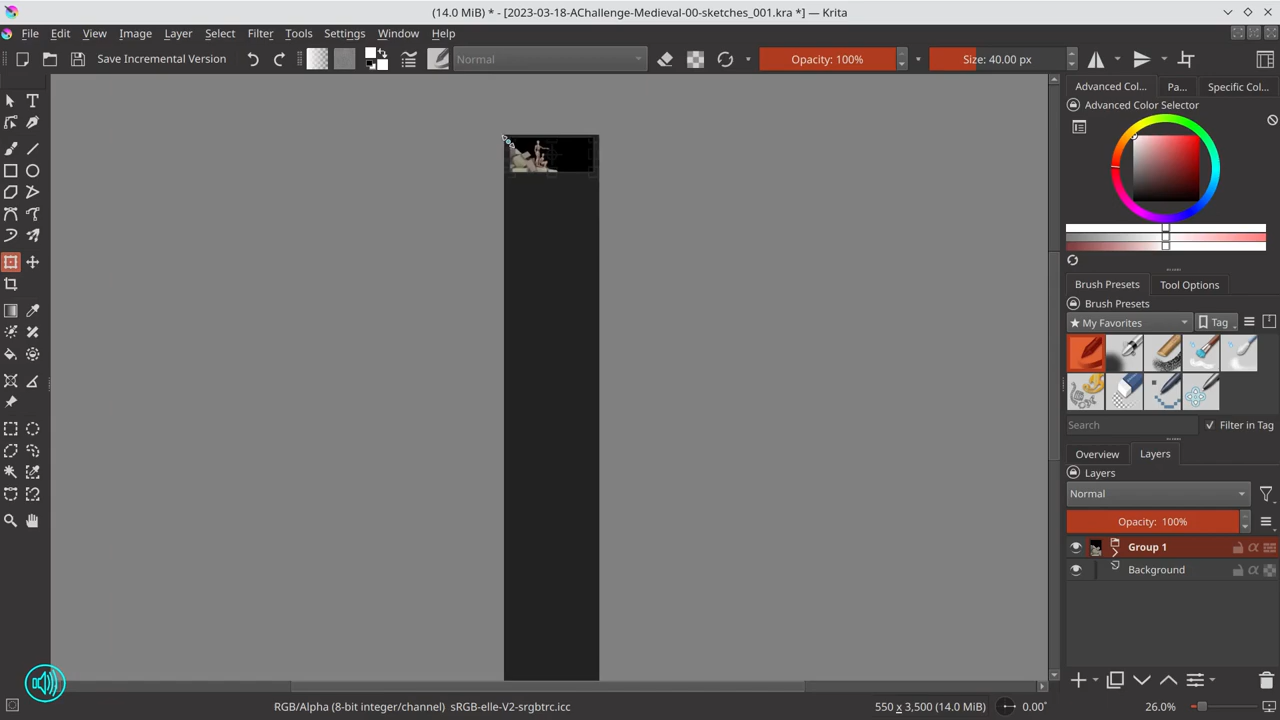 (14.0 MiB) * - [2023-03-18-AChallenge-Medieval-00-sketches_001.kra *] — Krita
File Edit View Image Layer Select Filter Tools Settings Window Help
Save Incremental Version Normal Opacity: 100% Size: 40.00 px
Advanced Col... Pa... Specific Col...
Advanced Color Selector
Brush Presets Tool Options
Brush Presets
★ My Favorites Tag
Search Filter in Tag
Overview Layers
Layers
Normal
Opacity: 100%
Group 1
Background
RGB/Alpha (8-bit integer/channel) sRGB-elle-V2-srgbtrc.icc 550 x 3,500 (14.0 MiB) 0.00° 26.0%